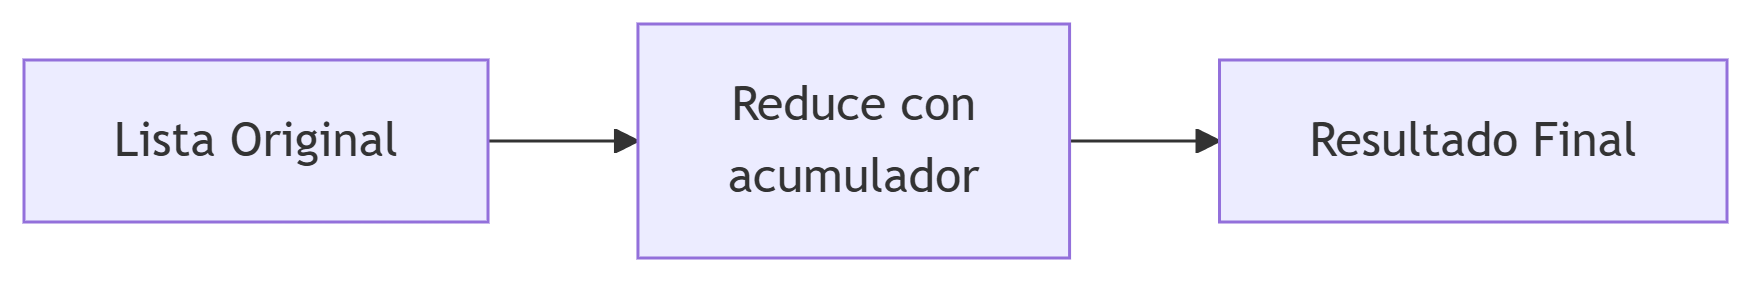 Lista Original
Reduce con
acumulador
Resultado Final